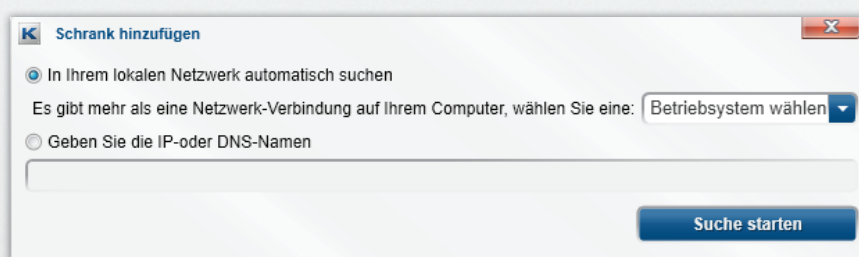 K Schrank hinzufügen
In Ihrem lokalen Netzwerk automatisch suchen
Es gibt mehr als eine Netzwerk-Verbindung auf Ihrem Computer, wählen Sie eine: Betriebsystem wählen
Geben Sie die IP-oder DNS-Namen
Suche starten